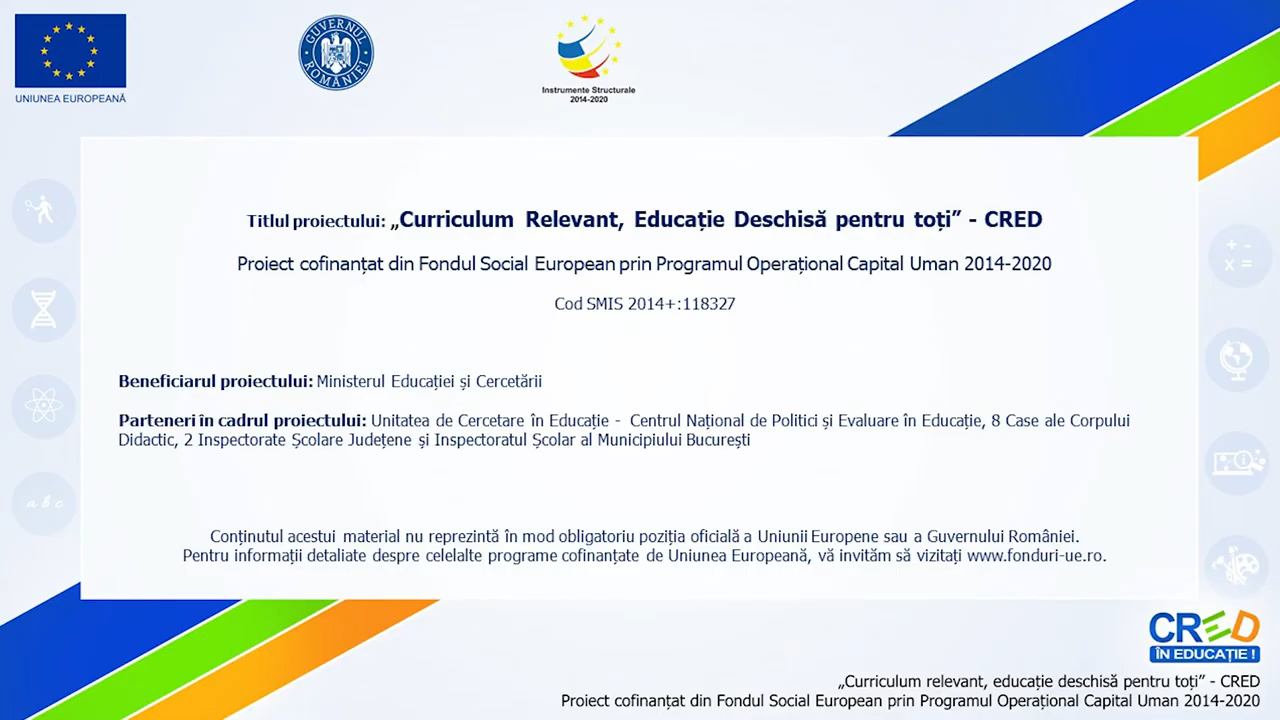 UNIUNEA EUROPEANĂ
GUVERNUL ROMÂNIEI
Instrumente Structurale
2014-2020
Titlul proiectului: „Curriculum Relevant, Educație Deschisă pentru toți” - CRED
Proiect cofinanțat din Fondul Social European prin Programul Operațional Capital Uman 2014-2020
Cod SMIS 2014+:118327
Beneficiarul proiectului: Ministerul Educației și Cercetării
Parteneri în cadrul proiectului: Unitatea de Cercetare în Educație - Centrul Național de Politici și Evaluare în Educație, 8 Case ale Corpului
Didactic, 2 Inspectorate Școlare Județene și Inspectoratul Școlar al Municipiului București
a b c
Conținutul acestui material nu reprezintă în mod obligatoriu poziția oficială a Uniunii Europene sau a Guvernului României.
Pentru informații detaliate despre celelalte programe cofinanțate de Uniunea Europeană, vă invităm să vizitați www.fonduri-ue.ro.
CRED
ÎN EDUCAȚIE !
„Curriculum relevant, educație deschisă pentru toți” - CRED
Proiect cofinanțat din Fondul Social European prin Programul Operațional Capital Uman 2014-2020